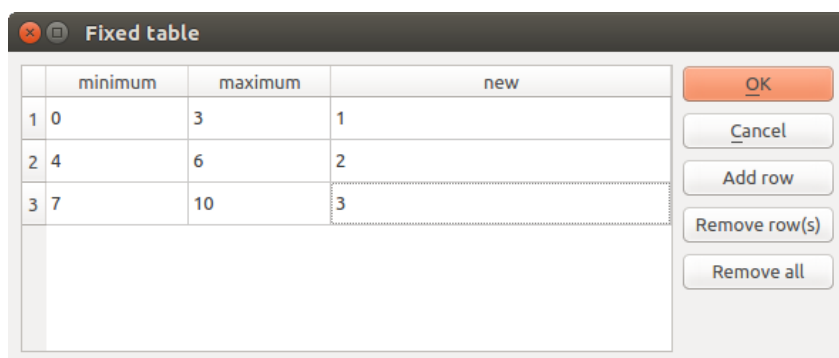 Fixed table
minimum maximum new
1 0 3 1
2 4 6 2
3 7 10 3
OK
Cancel
Add row
Remove row(s)
Remove all